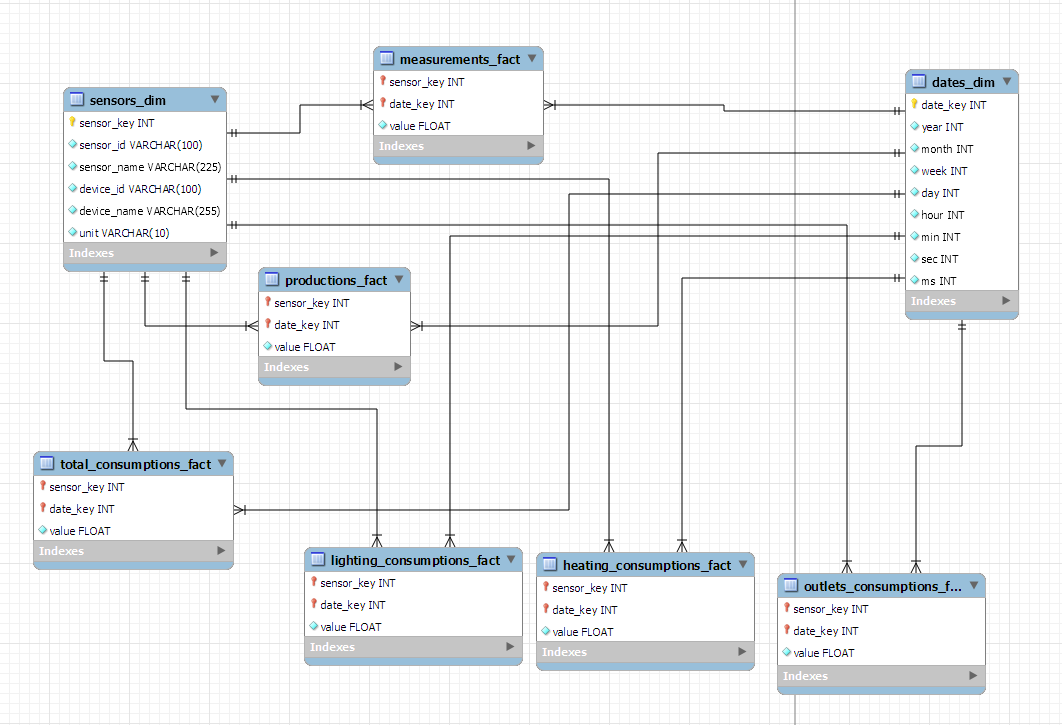 measurements_fact
sensor_key INT
date_key INT
value FLOAT
Indexes
sensors_dim
sensor_key INT
sensor_id VARCHAR(100)
sensor_name VARCHAR(225)
device_id VARCHAR(100)
device_name VARCHAR(255)
unit VARCHAR(10)
Indexes
dates_dim
date_key INT
year INT
month INT
week INT
day INT
hour INT
min INT
sec INT
ms INT
Indexes
productions_fact
sensor_key INT
date_key INT
value FLOAT
Indexes
total_consumptions_fact
sensor_key INT
date_key INT
value FLOAT
Indexes
lighting_consumptions_fact
sensor_key INT
date_key INT
value FLOAT
Indexes
heating_consumptions_fact
sensor_key INT
date_key INT
value FLOAT
Indexes
outlets_consumptions_f...
sensor_key INT
date_key INT
value FLOAT
Indexes